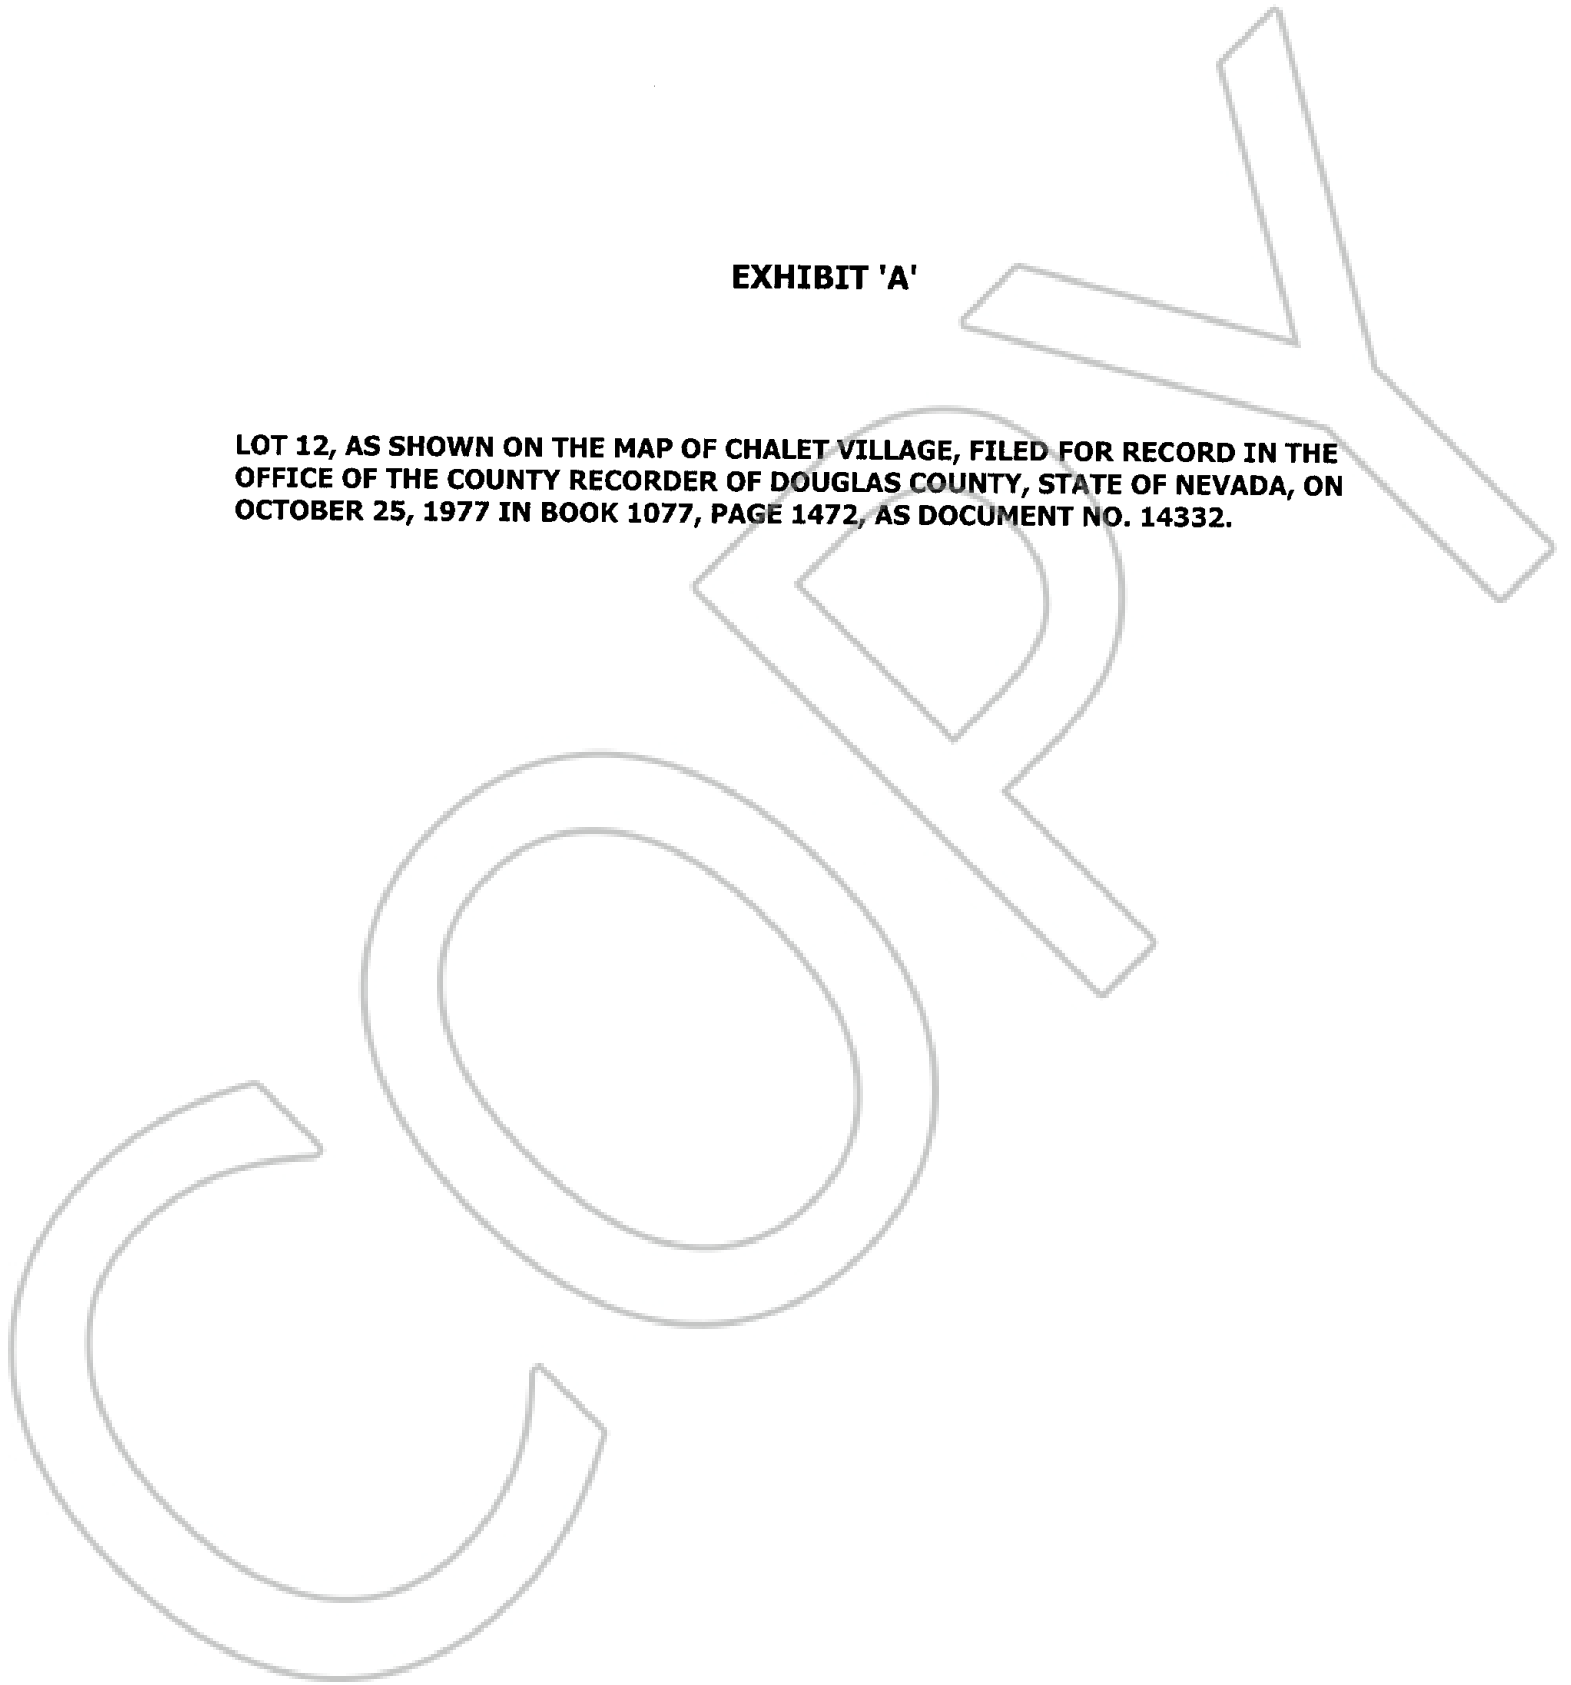 EXHIBIT 'A'
LOT 12, AS SHOWN ON THE MAP OF CHALET VILLAGE, FILED FOR RECORD IN THE
OFFICE OF THE COUNTY RECORDER OF DOUGLAS COUNTY, STATE OF NEVADA, ON
OCTOBER 25, 1977 IN BOOK 1077, PAGE 1472, AS DOCUMENT NO. 14332.
COPY